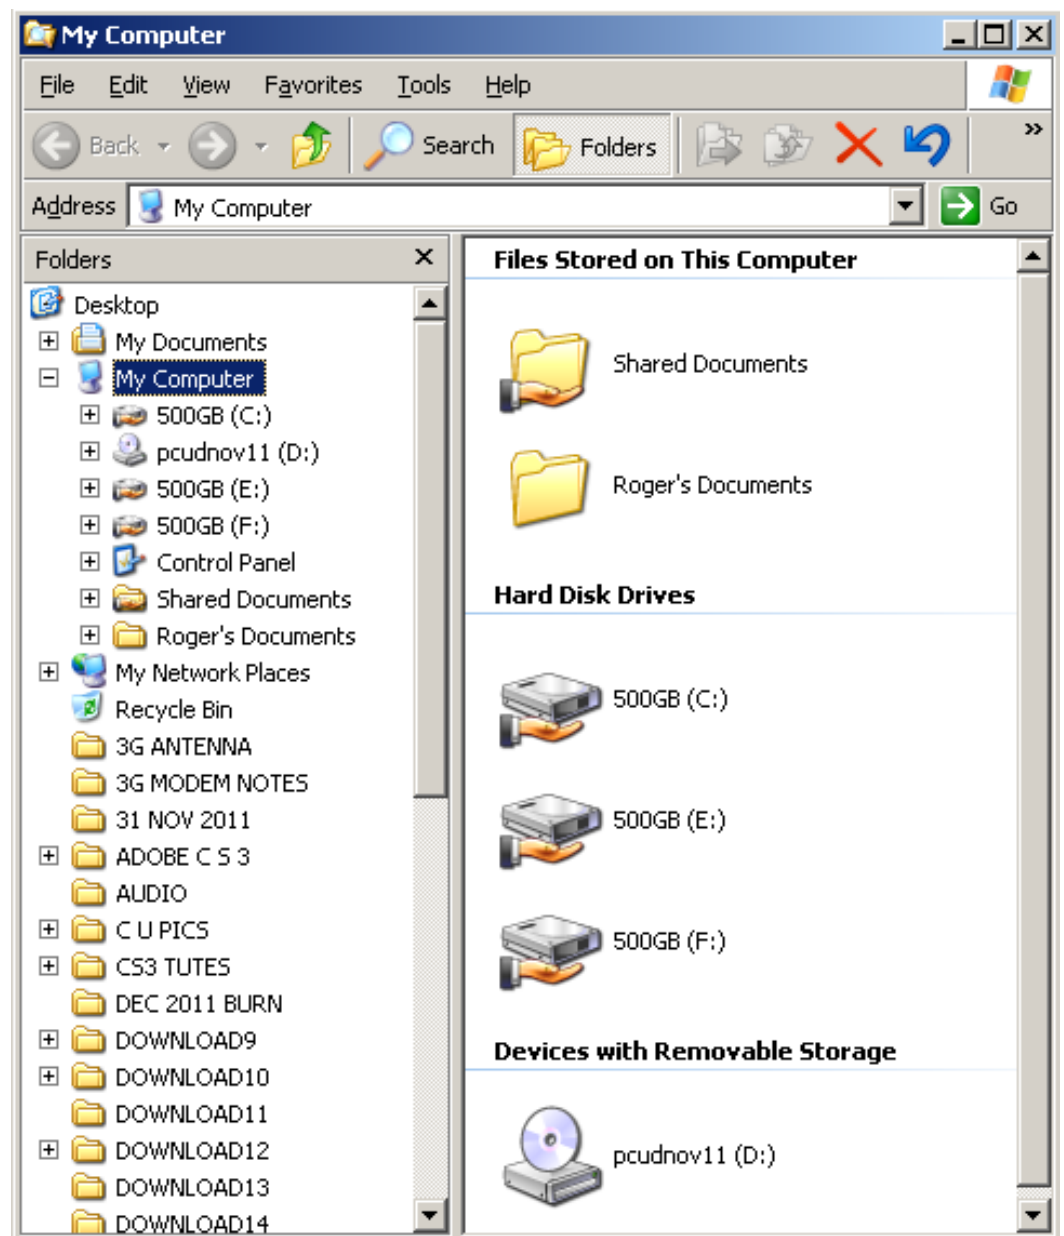 My Computer
File Edit View Favorites Tools Help
Back Search Folders »
Address My Computer Go
Folders
Desktop
My Documents
My Computer
500GB (C:)
pcudnov11 (D:)
500GB (E:)
500GB (F:)
Control Panel
Shared Documents
Roger's Documents
My Network Places
Recycle Bin
3G ANTENNA
3G MODEM NOTES
31 NOV 2011
ADOBE C S 3
AUDIO
C U PICS
CS3 TUTES
DEC 2011 BURN
DOWNLOAD9
DOWNLOAD10
DOWNLOAD11
DOWNLOAD12
DOWNLOAD13
DOWNLOAD14
Files Stored on This Computer
Shared Documents
Roger's Documents
Hard Disk Drives
500GB (C:)
500GB (E:)
500GB (F:)
Devices with Removable Storage
pcudnov11 (D:)